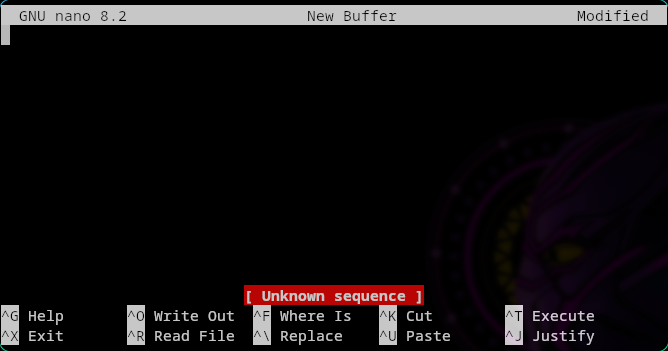 GNU nano 8.2 New Buffer Modified
[ Unknown sequence ]
^G Help ^O Write Out ^F Where Is ^K Cut ^T Execute
^X Exit ^R Read File ^\ Replace ^U Paste ^J Justify